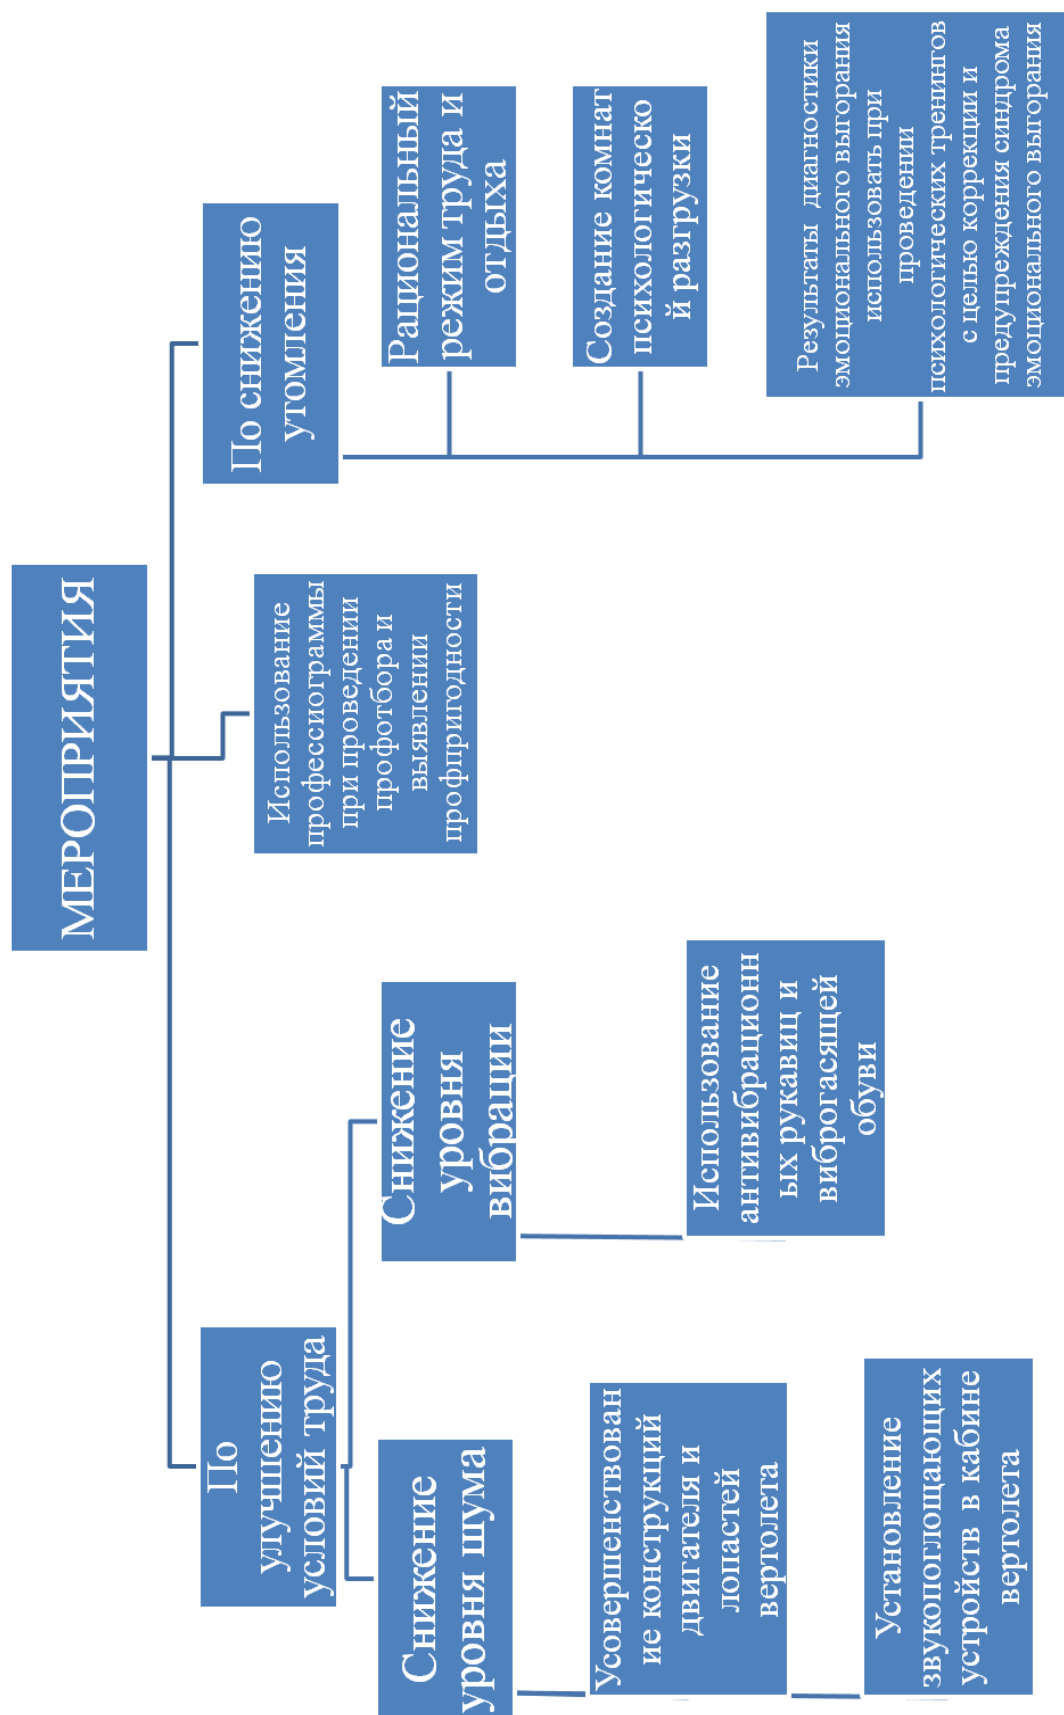 МЕРОПРИЯТИЯ
По
улучшению
условий труда
Использование
профессиограммы
при проведении
профотбора и
выявлении
профпригодности
По снижению
утомления
Снижение
уровня шума
Снижение
уровня
вибрации
Рациональный
режим труда и
отдыха
Усовершенствован
ие конструкций
двигателя и
лопастей
вертолета
Использование
антивибрационн
ых рукавиц и
виброгасящей
обуви
Создание комнат
психологическо
й разгрузки
Установление
звукопоглощающих
устройств в кабине
вертолета
Результаты диагностики
эмоционального выгорания
использовать при
проведении
психологических тренингов
с целью коррекции и
предупреждения синдрома
эмоционального выгорания